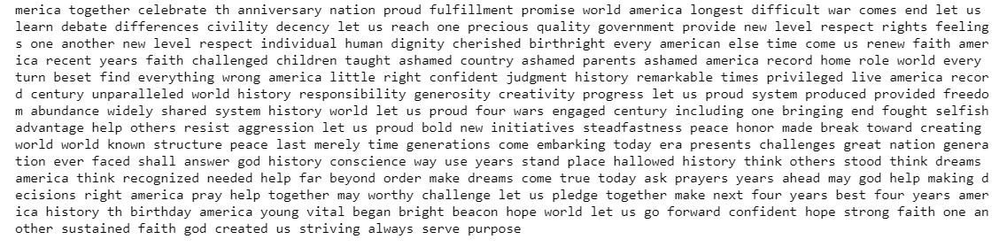 merica together celebrate th anniversary nation proud fulfillment promise world america longest difficult war comes end let us
learn debate differences civility decency let us reach one precious quality government provide new level respect rights feeling
s one another new level respect individual human dignity cherished birthright every american else time come us renew faith amer
ica recent years faith challenged children taught ashamed country ashamed parents ashamed america record home role world every
turn beset find everything wrong america little right confident judgment history remarkable times privileged live america recor
d century unparalleled world history responsibility generosity creativity progress let us proud system produced provided freedo
m abundance widely shared system history world let us proud four wars engaged century including one bringing end fought selfish
advantage help others resist aggression let us proud bold new initiatives steadfastness peace honor made break toward creating
world world known structure peace last merely time generations come embarking today era presents challenges great nation genera
tion ever faced shall answer god history conscience way use years stand place hallowed history think others stood think dreams
america think recognized needed help far beyond order make dreams come true today ask prayers years ahead may god help making d
ecisions right america pray help together may worthy challenge let us pledge together make next four years best four years amer
ica history th birthday america young vital began bright beacon hope world let us go forward confident hope strong faith one an
other sustained faith god created us striving always serve purpose